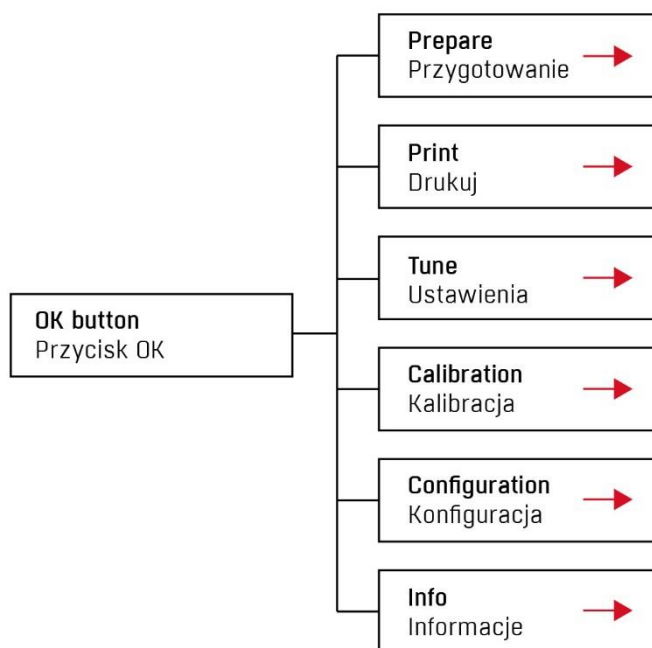 Prepare
Przygotowanie
Print
Drukuj
Tune
Ustawienia
OK button
Przycisk OK
Calibration
Kalibracja
Configuration
Konfiguracja
Info
Informacje